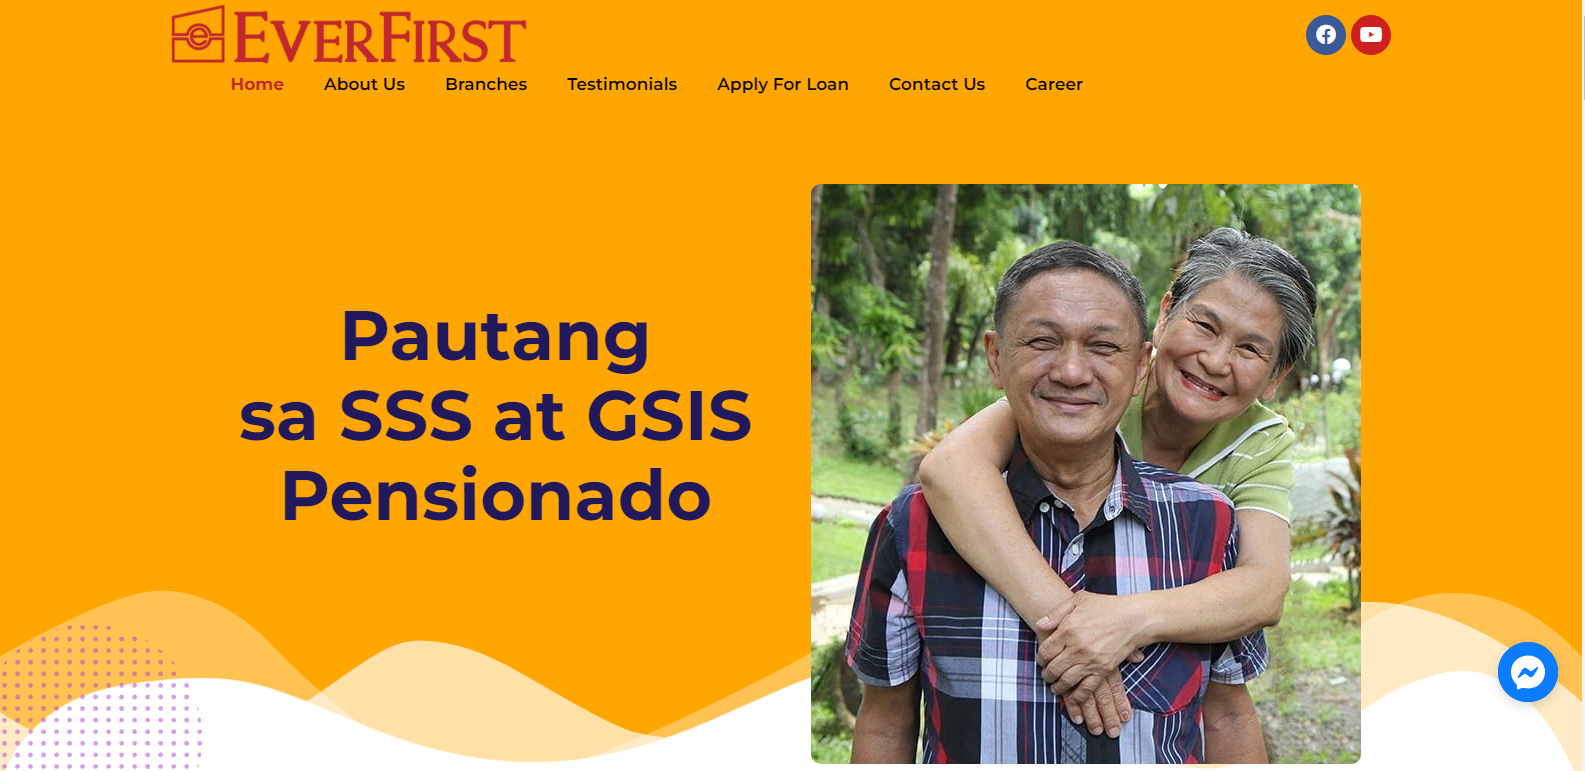 EVERFIRST
Home About Us Branches Testimonials Apply For Loan Contact Us Career
Pautang
sa SSS at GSIS
Pensionado